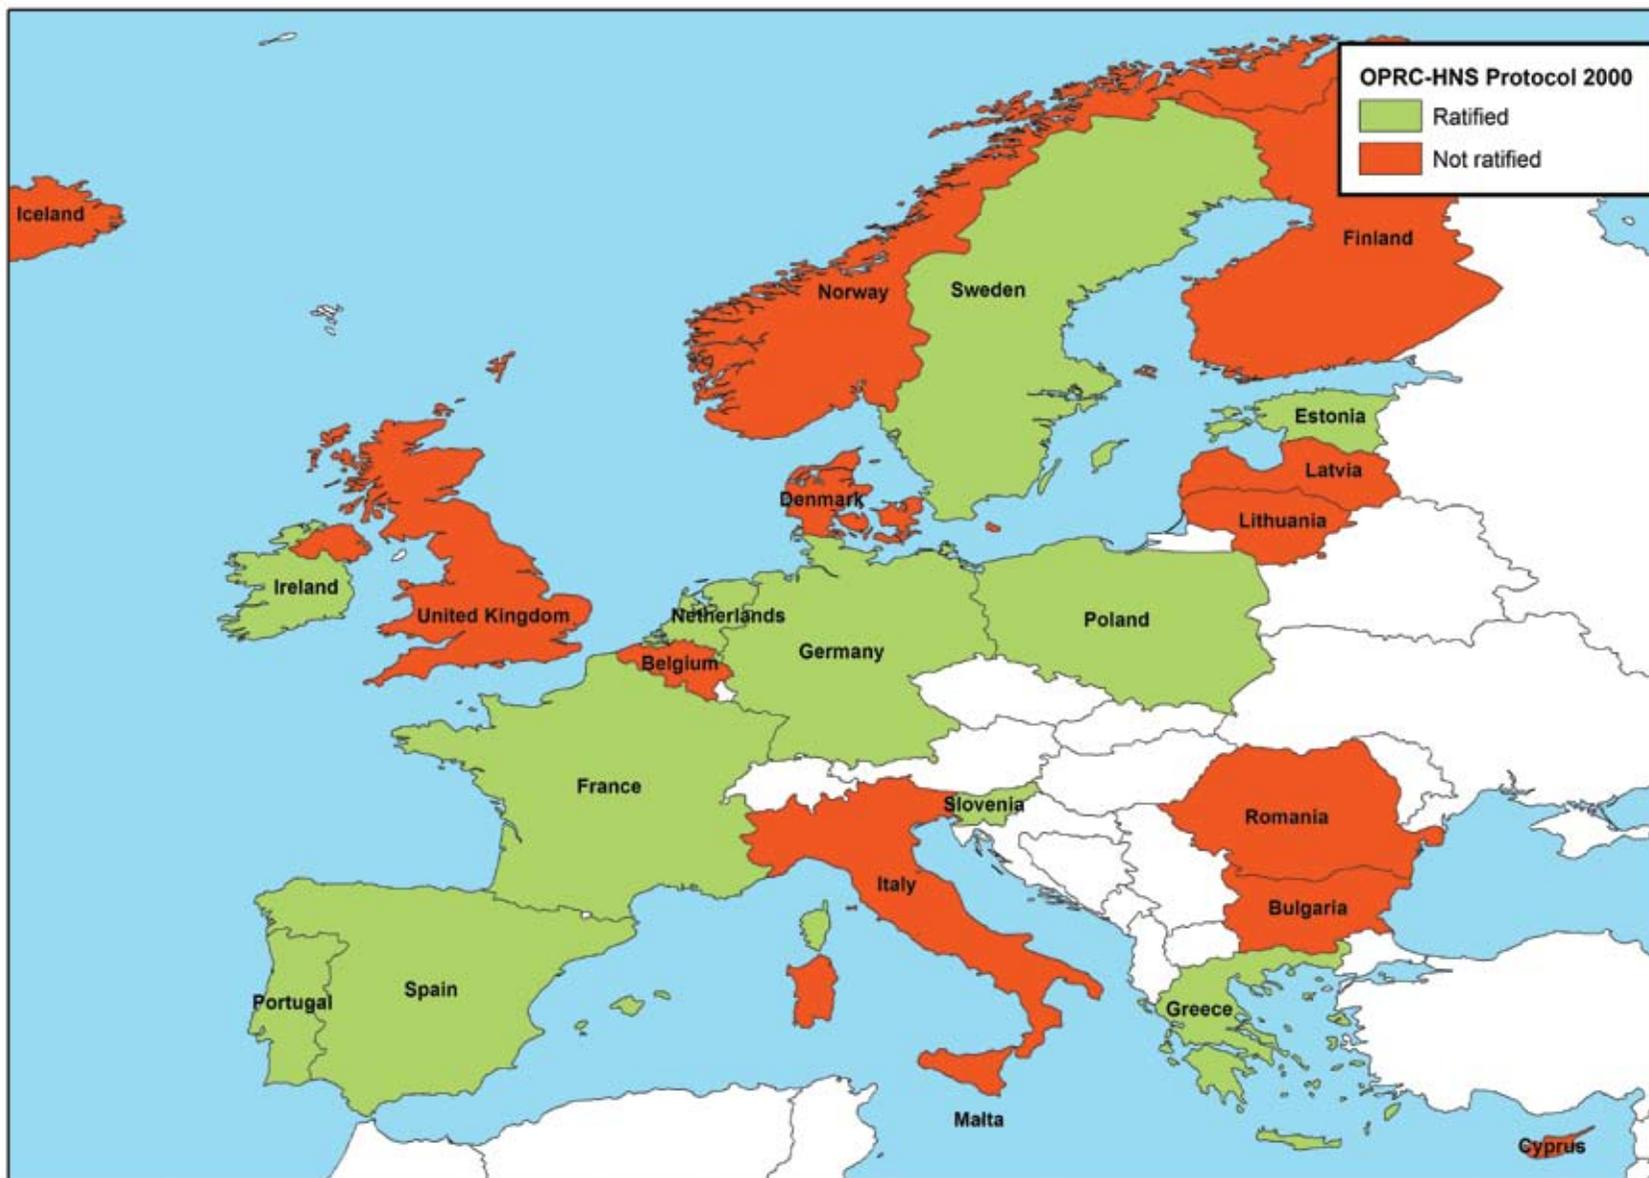 OPRC-HNS Protocol 2000
Ratified
Not ratified
Iceland
Finland
Norway
Sweden
Estonia
Latvia
Denmark
Lithuania
Ireland
United Kingdom
Netherlands
Poland
Belgium
Germany
France
Slovenia
Romania
Italy
Bulgaria
Spain
Portugal
Greece
Malta
Cyprus